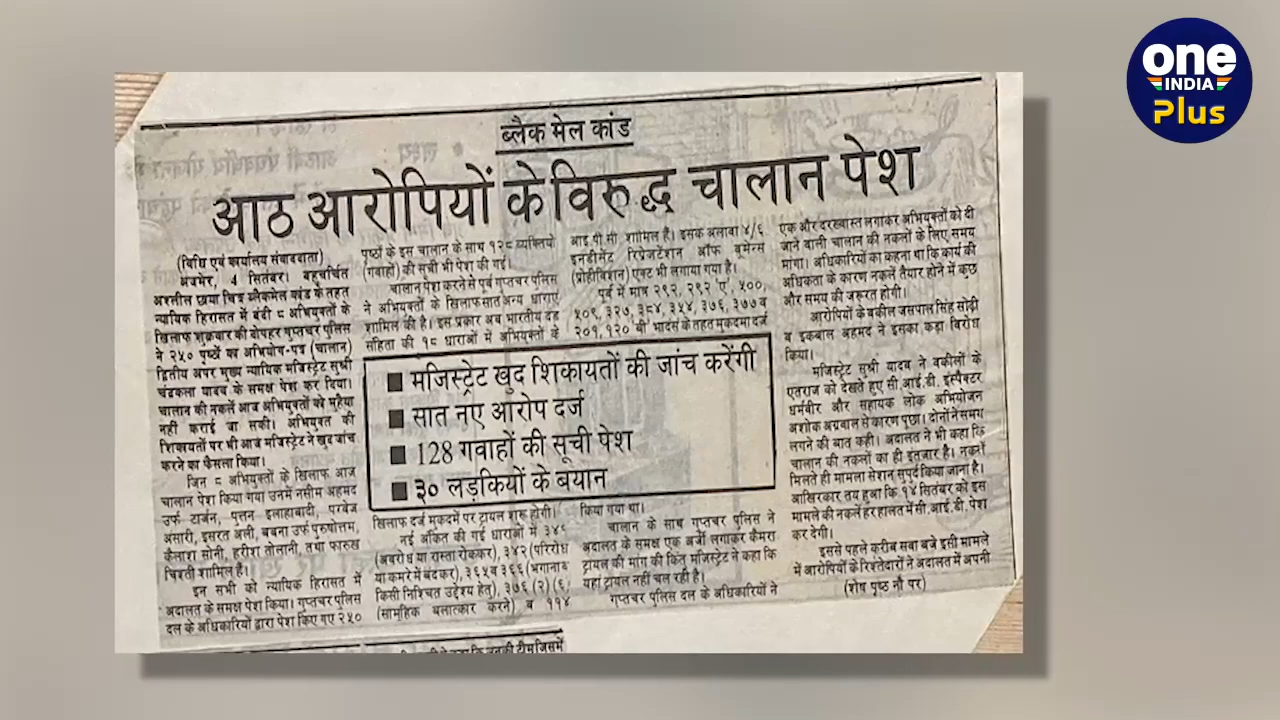 one
INDIA
Plus
ब्लैक मेल कांड
आठ आरोपियों के विरुद्ध चालान पेश
(विधि एवं कार्यालय संवाददाता)
अजमेर, 4 सितंबर। बहुचर्चित
अश्लील छाया चित्र ब्लैकमेल कांड के तहत
न्यायिक हिरासत में बंदी ८ अभियुक्तों के
खिलाफ शुक्रवार की दोपहर गुप्तचर पुलिस
ने २५० पृष्ठों का अभियोग-पत्र (चालान)
द्वितीय अपर मुख्य न्यायिक मजिस्ट्रेट सुश्री
चंद्रकला यादव के समक्ष पेश कर दिया।
चालान की नकलें आज अभियुक्तों को मुहैया
नहीं कराई जा सकी। अभियुक्त की
शिकायतों पर भी आज मजिस्ट्रेट ने खुद जांच
करने का फैसला किया।
जिन ८ अभियुक्तों के खिलाफ आज
चालान पेश किया गया उनमें नसीम अहमद
उर्फ टार्जन, पुत्तन इलाहाबादी, परवेज
अंसारी, इसरत अली, बबना उर्फ पुरुषोत्तम,
कैलाश सोनी, हरीश तोलानी, तथा फारुख
चिश्ती शामिल है।
इन सभी को न्यायिक हिरासत में
अदालत के समक्ष पेश किया। गुप्तचर पुलिस
दल के अधिकारियों द्वारा पेश किए गए २५०
पृष्ठों के इस चालान के साथ १२८ व्यक्तियों
(गवाहों) की सूची भी पेश की गई।
चालान पेश करने से पूर्व गुप्तचर पुलिस
ने अभियुक्तों के खिलाफ सात अन्य धाराएं
शामिल की है। इस प्रकार अब भारतीय दंड
संहिता की १८ धाराओं में अभियुक्तों के
मजिस्ट्रेट खुद शिकायतों की जांच करेंगी
सात नए आरोप दर्ज
128 गवाहों की सूची पेश
३० लड़कियों के बयान
खिलाफ दर्ज मुकदमें पर ट्रायल शुरू होगी।
नई अंकित की गई धाराओं में ३४१
(अवरोध या रास्ता रोककर), ३४२ (परिरोध
या कमरे में बंदकर), ३६५ व ३६६ (भगाना व
किसी निश्चित उद्देश्य हेतु), ३७६ (२) (६)
(सामूहिक बलात्कार करने) व ११४
आई.पी.सी. शामिल है। इसके अलावा ४/६
इनडीसेंट रिप्रेजेंटेशन ऑफ वूमेन्स
(प्रोहीबिशन) एक्ट भी लगाया गया है।
पूर्व में मात्र २९२, २९२ 'ए', ५००,
५०९, ३२७, ३८४, ३५४, ३७६, ३७७ व
२०१, १२० 'बी' भादस के तहत मुकदमा दर्ज
किया गया था।
चालान के साथ गुप्तचर पुलिस ने
अदालत के समक्ष एक अर्जी लगाकर कैमरा
ट्रायल की मांग की किंतु मजिस्ट्रेट ने कहा कि
यहां ट्रायल नहीं चल रही है।
गुप्तचर पुलिस दल के अधिकारियों ने
एक और दरख्वास्त लगाकर अभियुक्तों को दी
जाने वाली चालान की नकलों के लिए समय
मांगा। अधिकारियों का कहना था कि कार्य की
अधिकता के कारण नकलें तैयार होने में कुछ
और समय की जरूरत होगी।
आरोपियों के वकील जसपाल सिंह सोढ़ी
व इकबाल अहमद ने इसका कड़ा विरोध
किया।
मजिस्ट्रेट सुश्री यादव ने वकीलों के
एतराज को देखते हुए सी.आई.डी. इंस्पैक्टर
धर्मबीर और सहायक लोक अभियोजन
अशोक अग्रवाल से कारण पूछा। दोनों ने समय
लगने की बात कही। अदालत ने भी कहा कि
चालान की नकलों का ही इंतजार है। नकलें
मिलते ही मामला सेशन सुपुर्द किया जाना है।
आखिरकार तय हुआ कि १४ सितंबर को इस
मामले की नकलें हर हालत में सी.आई.डी. पेश
कर देगी।
इससे पहले करीब सवा बजे इसी मामले
में आरोपियों के रिश्तेदारों ने अदालत में अपनी
(शेष पृष्ठ नौ पर)